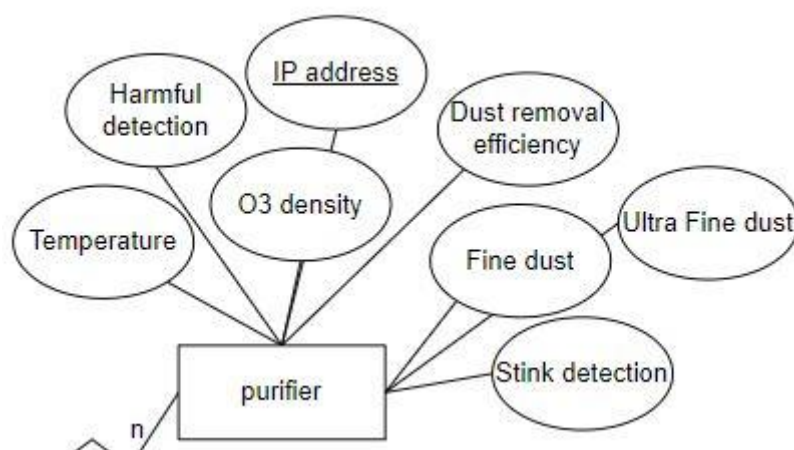 IP address
Harmful
detection
Dust removal
efficiency
O3 density
Temperature
Fine dust
Ultra Fine dust
Stink detection
purifier
n